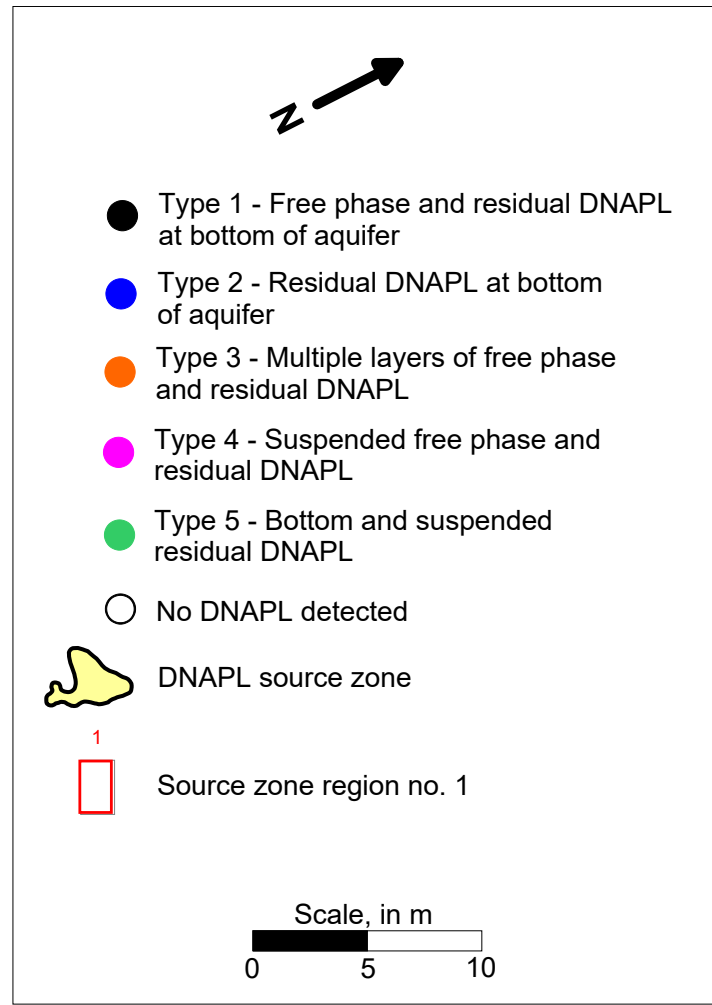 N
Type 1 - Free phase and residual DNAPL
at bottom of aquifer
Type 2 - Residual DNAPL at bottom
of aquifer
Type 3 - Multiple layers of free phase
and residual DNAPL
Type 4 - Suspended free phase and
residual DNAPL
Type 5 - Bottom and suspended
residual DNAPL
No DNAPL detected
DNAPL source zone
1
Source zone region no. 1
Scale, in m
0 5 10